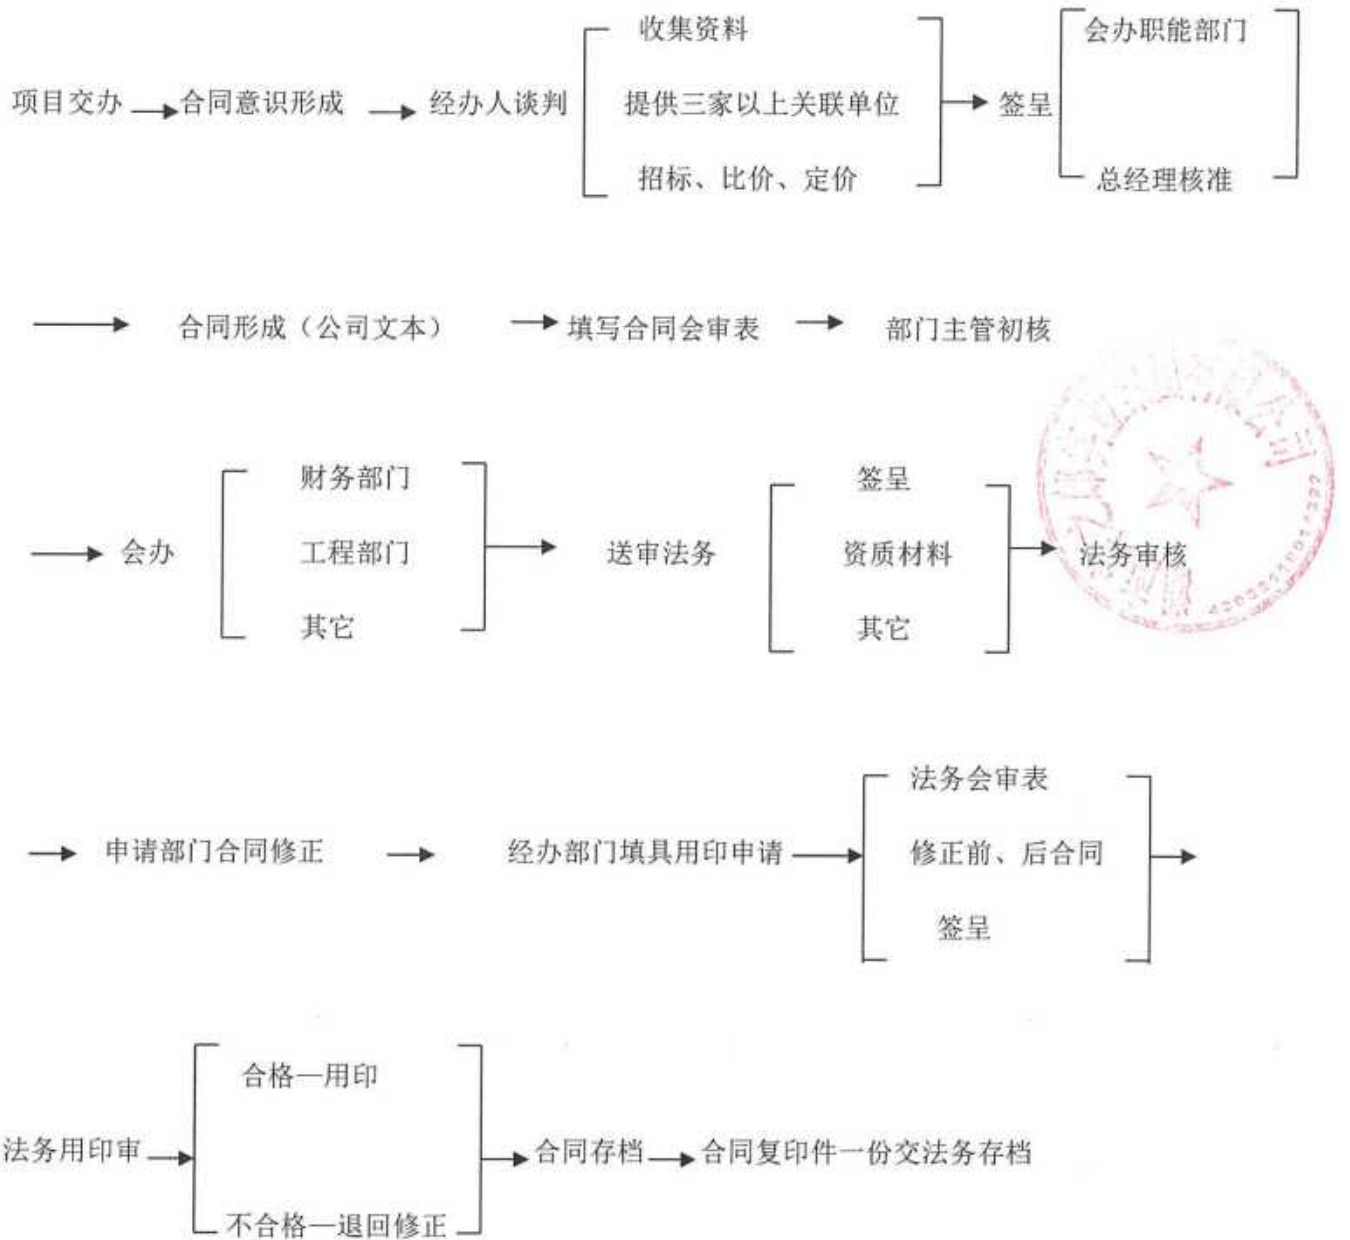 收集资料
会办职能部门
项目交办
合同意识形成
经办人谈判
提供三家以上关联单位
签呈
招标、比价、定价
总经理核准
合同形成（公司文本）
填写合同会审表
部门主管初核
财务部门
签呈
会办
工程部门
送审法务
资质材料
法务审核
其它
其它
法务会审表
申请部门合同修正
经办部门填具用印申请
修正前、后合同
签呈
合格—用印
法务用印审
合同存档
合同复印件一份交法务存档
不合格—退回修正